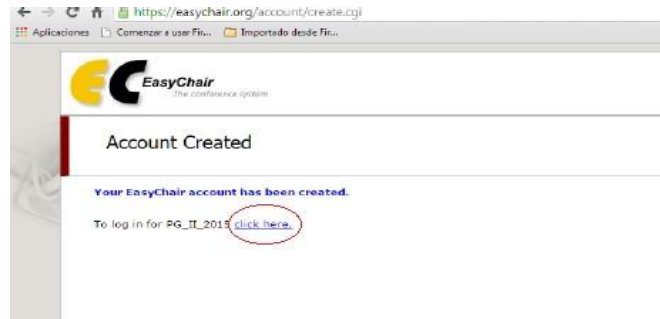 https://easychair.org/account/create.cgi
Aplicaciones Comenzar a usar Fir... Importado desde Fir...
EC EasyChair
The conference system
Account Created
Your EasyChair account has been created.
To log in for PG_II_2015 click here.